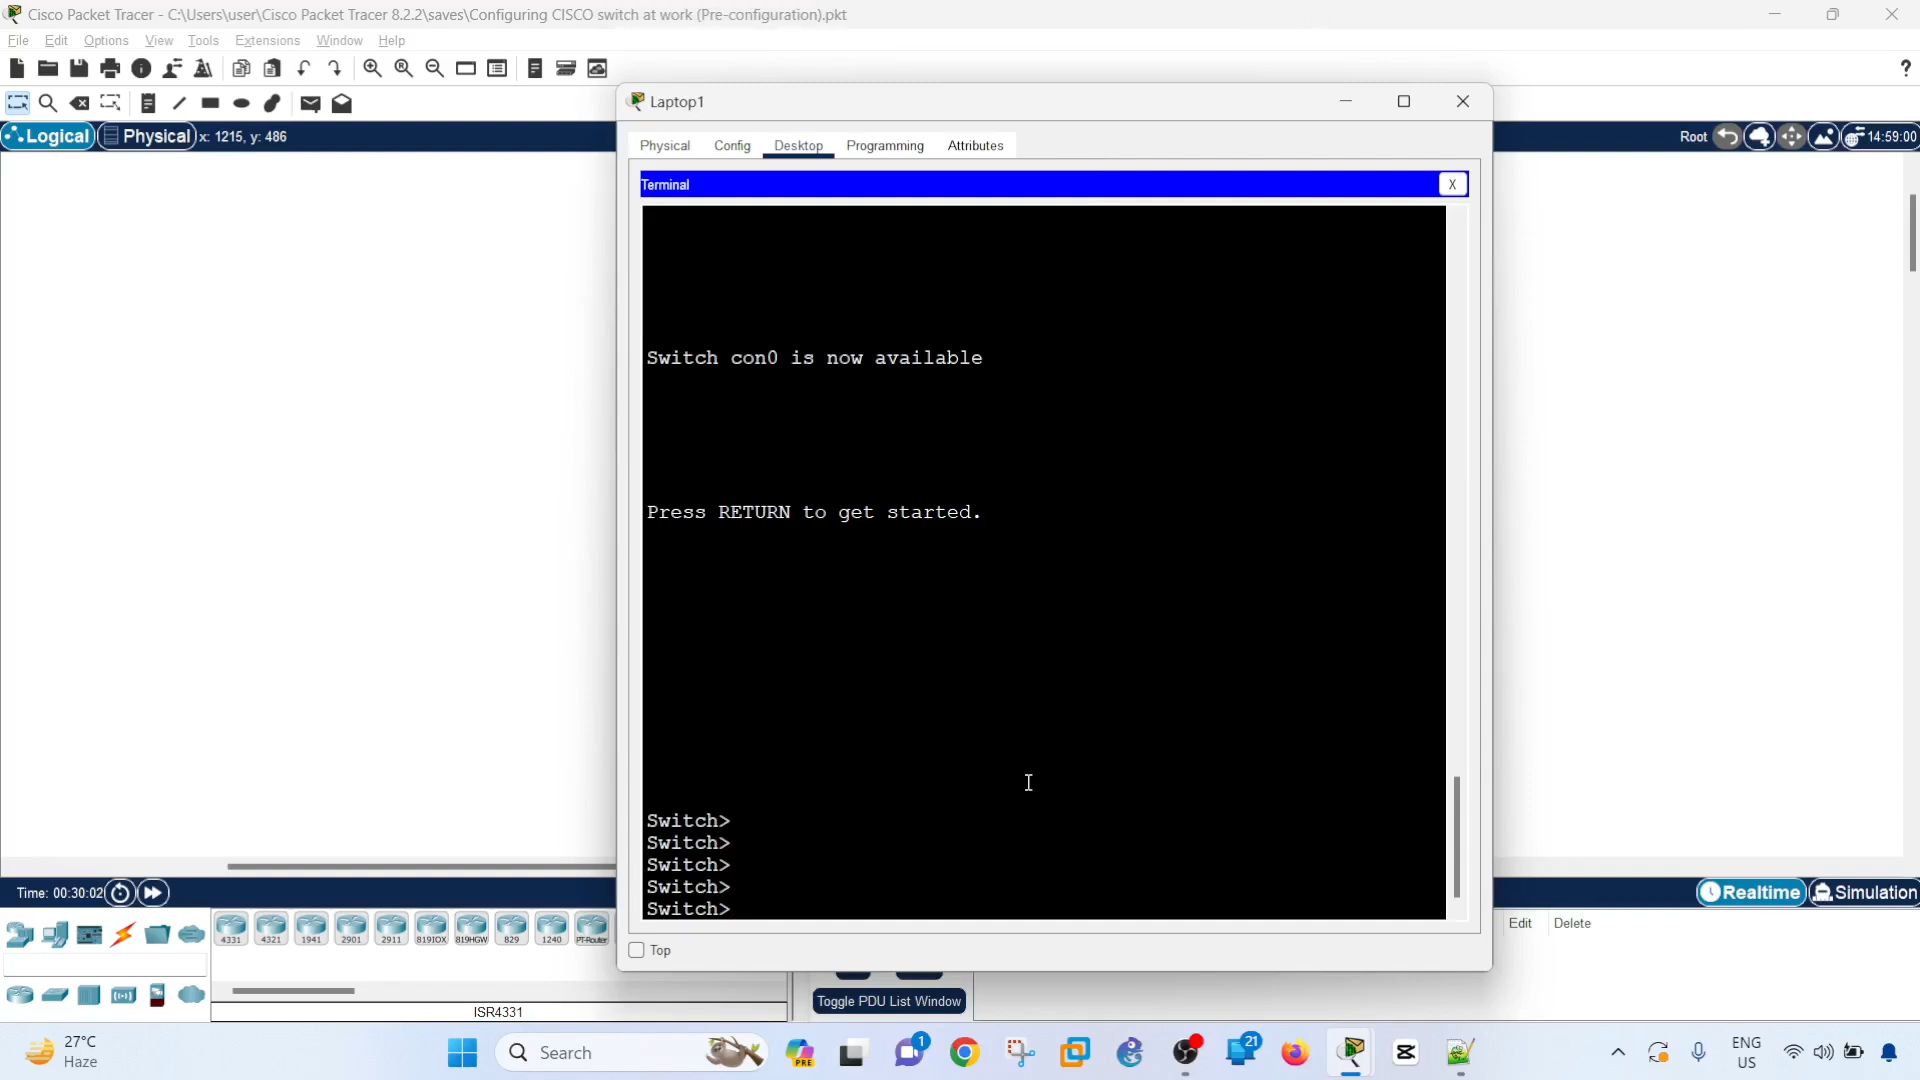 Cisco Packet Tracer - C:\Users\user\Cisco Packet Tracer 8.2.2\saves\Configuring CISCO switch at work (Pre-configuration).pkt
File Edit Options View Tools Extensions Window Help
?
Logical Physical x: 1215, y: 486
Root 14:59:00
Laptop1
Physical Config Desktop Programming Attributes
Terminal
X
Switch con0 is now available
Press RETURN to get started.
Switch>
Switch>
Switch>
Switch>
Switch>
Top
Time: 00:30:02
Realtime Simulation
4331 4321 1941 2901 2911 819IOX 819HGW 829 1240 PT-Router
Edit Delete
Toggle PDU List Window
ISR4331
27°C
Haze
Search
PRE
1
21
ENG
US